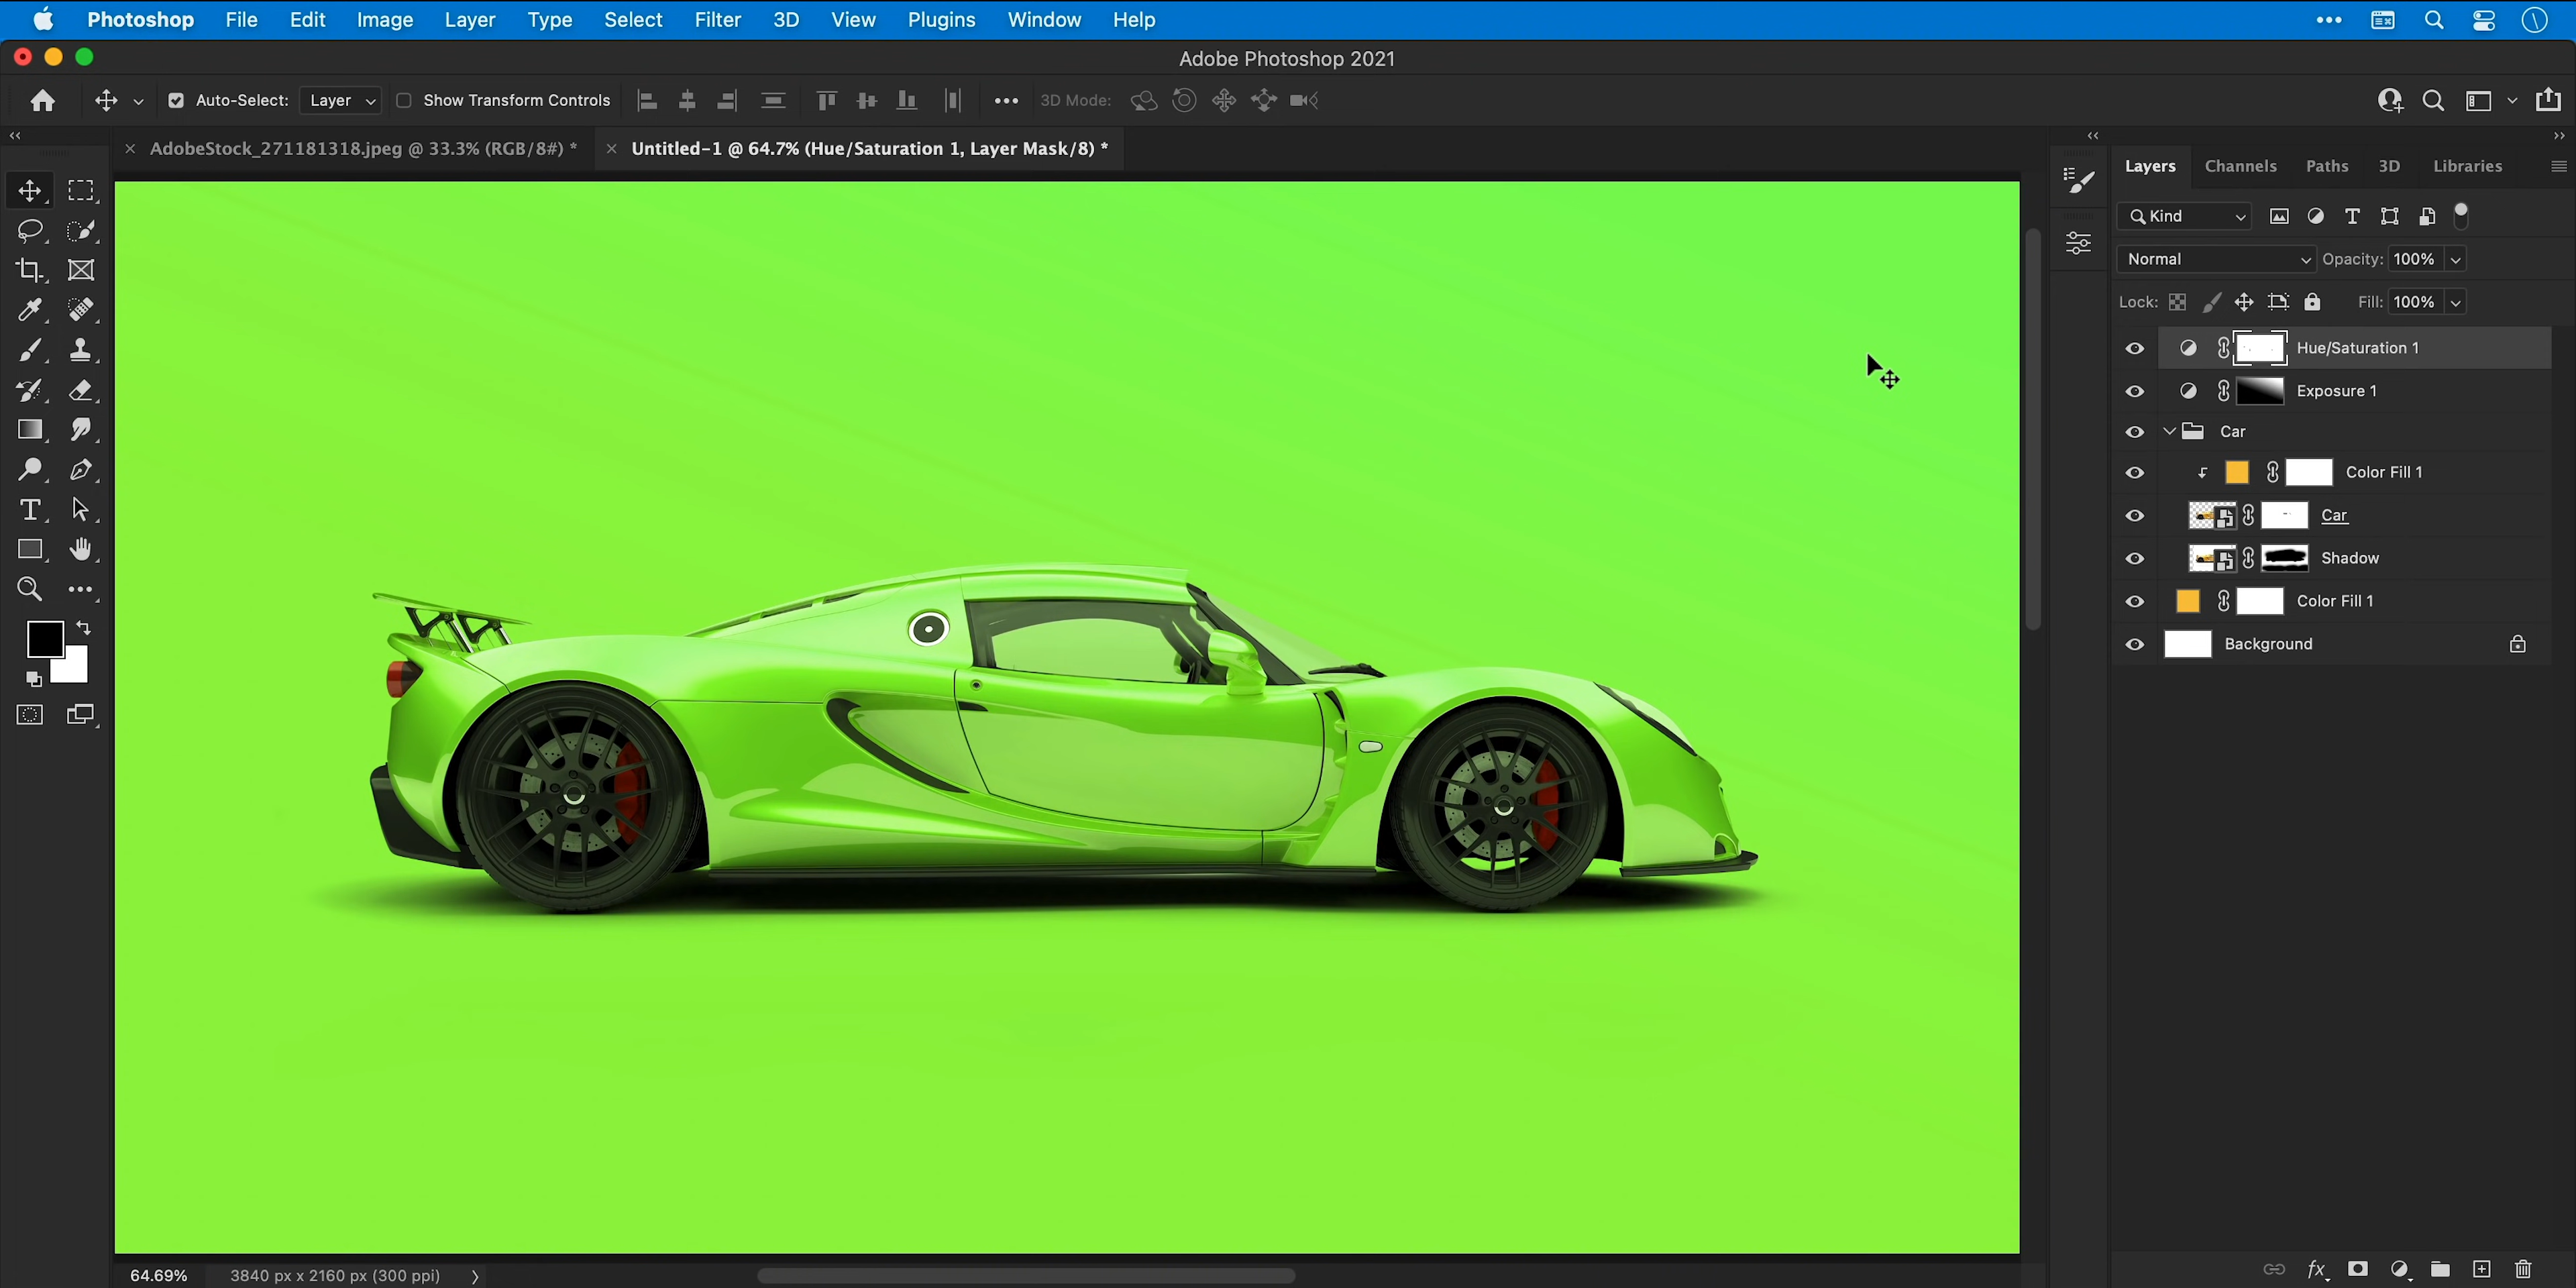 Photoshop File Edit Image Layer Type Select Filter 3D View Plugins Window Help
Adobe Photoshop 2021
Auto-Select: Layer Show Transform Controls 3D Mode:
AdobeStock_271181318.jpeg @ 33.3% (RGB/8#) * Untitled-1 @ 64.7% (Hue/Saturation 1, Layer Mask/8) *
Layers Channels Paths 3D Libraries
Kind
Normal Opacity: 100%
Lock: Fill: 100%
Hue/Saturation 1
Exposure 1
Car
Color Fill 1
Car
Shadow
Color Fill 1
Background
64.69% 3840 px x 2160 px (300 ppi)
fx